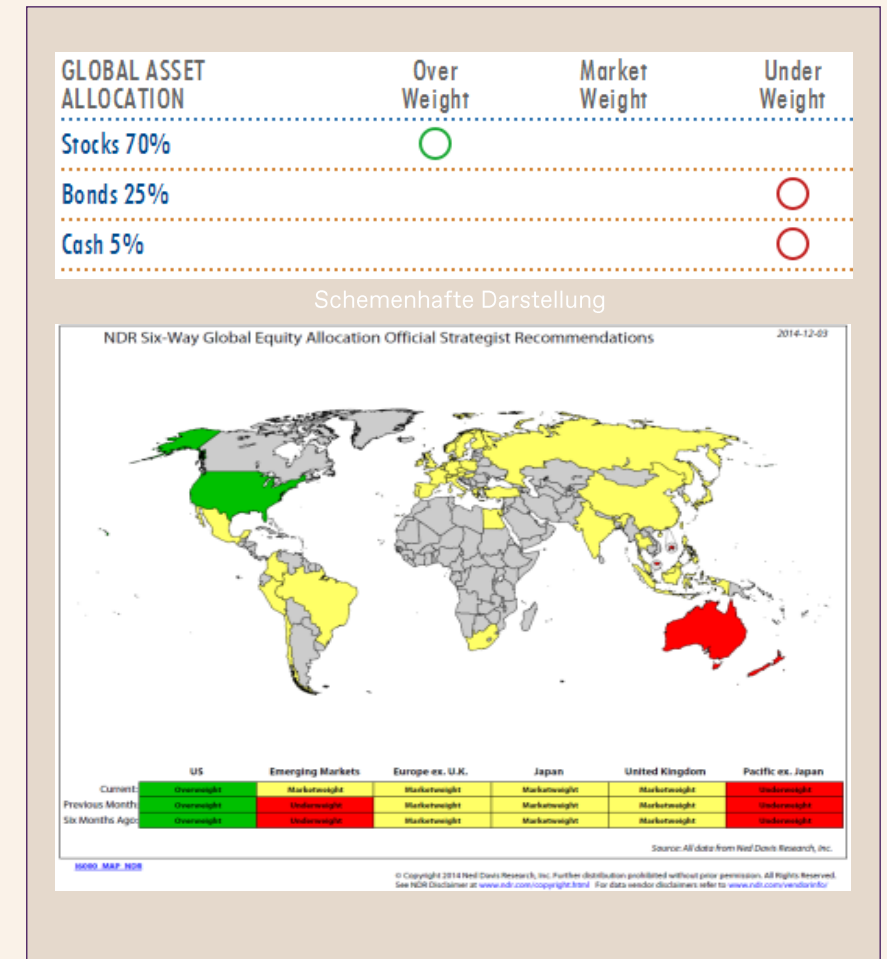 GLOBAL ASSET ALLOCATION Over Weight Market Weight Under Weight
Stocks 70%
Bonds 25%
Cash 5%
Schemenhafte Darstellung
NDR Six-Way Global Equity Allocation Official Strategist Recommendations 2014-12-03
US Emerging Markets Europe ex. U.K. Japan United Kingdom Pacific ex. Japan
Current: Overweight Marketweight Marketweight Marketweight Marketweight Underweight
Previous Month: Overweight Underweight Marketweight Marketweight Marketweight Underweight
Six Months Ago: Overweight Underweight Marketweight Marketweight Marketweight Underweight
Source: All data from Ned Davis Research, Inc.
I6000_MAP_NDR
© Copyright 2014 Ned Davis Research, Inc. Further distribution prohibited without prior permission. All Rights Reserved.
See NDR Disclaimer at www.ndr.com/copyright.html For data vendor disclaimers refer to www.ndr.com/vendorinfo/